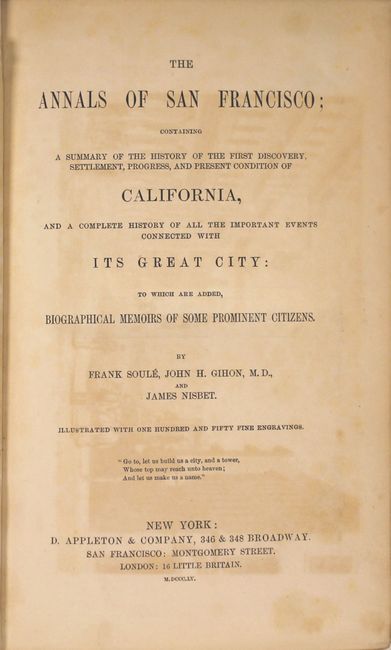 THE
ANNALS OF SAN FRANCISCO;
CONTAINING
A SUMMARY OF THE HISTORY OF THE FIRST DISCOVERY,
SETTLEMENT, PROGRESS, AND PRESENT CONDITION OF
CALIFORNIA,
AND A COMPLETE HISTORY OF ALL THE IMPORTANT EVENTS
CONNECTED WITH
ITS GREAT CITY:
TO WHICH ARE ADDED,
BIOGRAPHICAL MEMOIRS OF SOME PROMINENT CITIZENS.
BY
FRANK SOULÉ, JOHN H. GIHON, M. D.,
AND
JAMES NISBET.
ILLUSTRATED WITH ONE HUNDRED AND FIFTY FINE ENGRAVINGS.
"Go to, let us build us a city, and a tower,
Whose top may reach unto heaven;
And let us make us a name."
NEW YORK:
D. APPLETON & COMPANY, 346 & 348 BROADWAY.
SAN FRANCISCO: MONTGOMERY STREET.
LONDON: 16 LITTLE BRITAIN.
M.DCCC.LV.